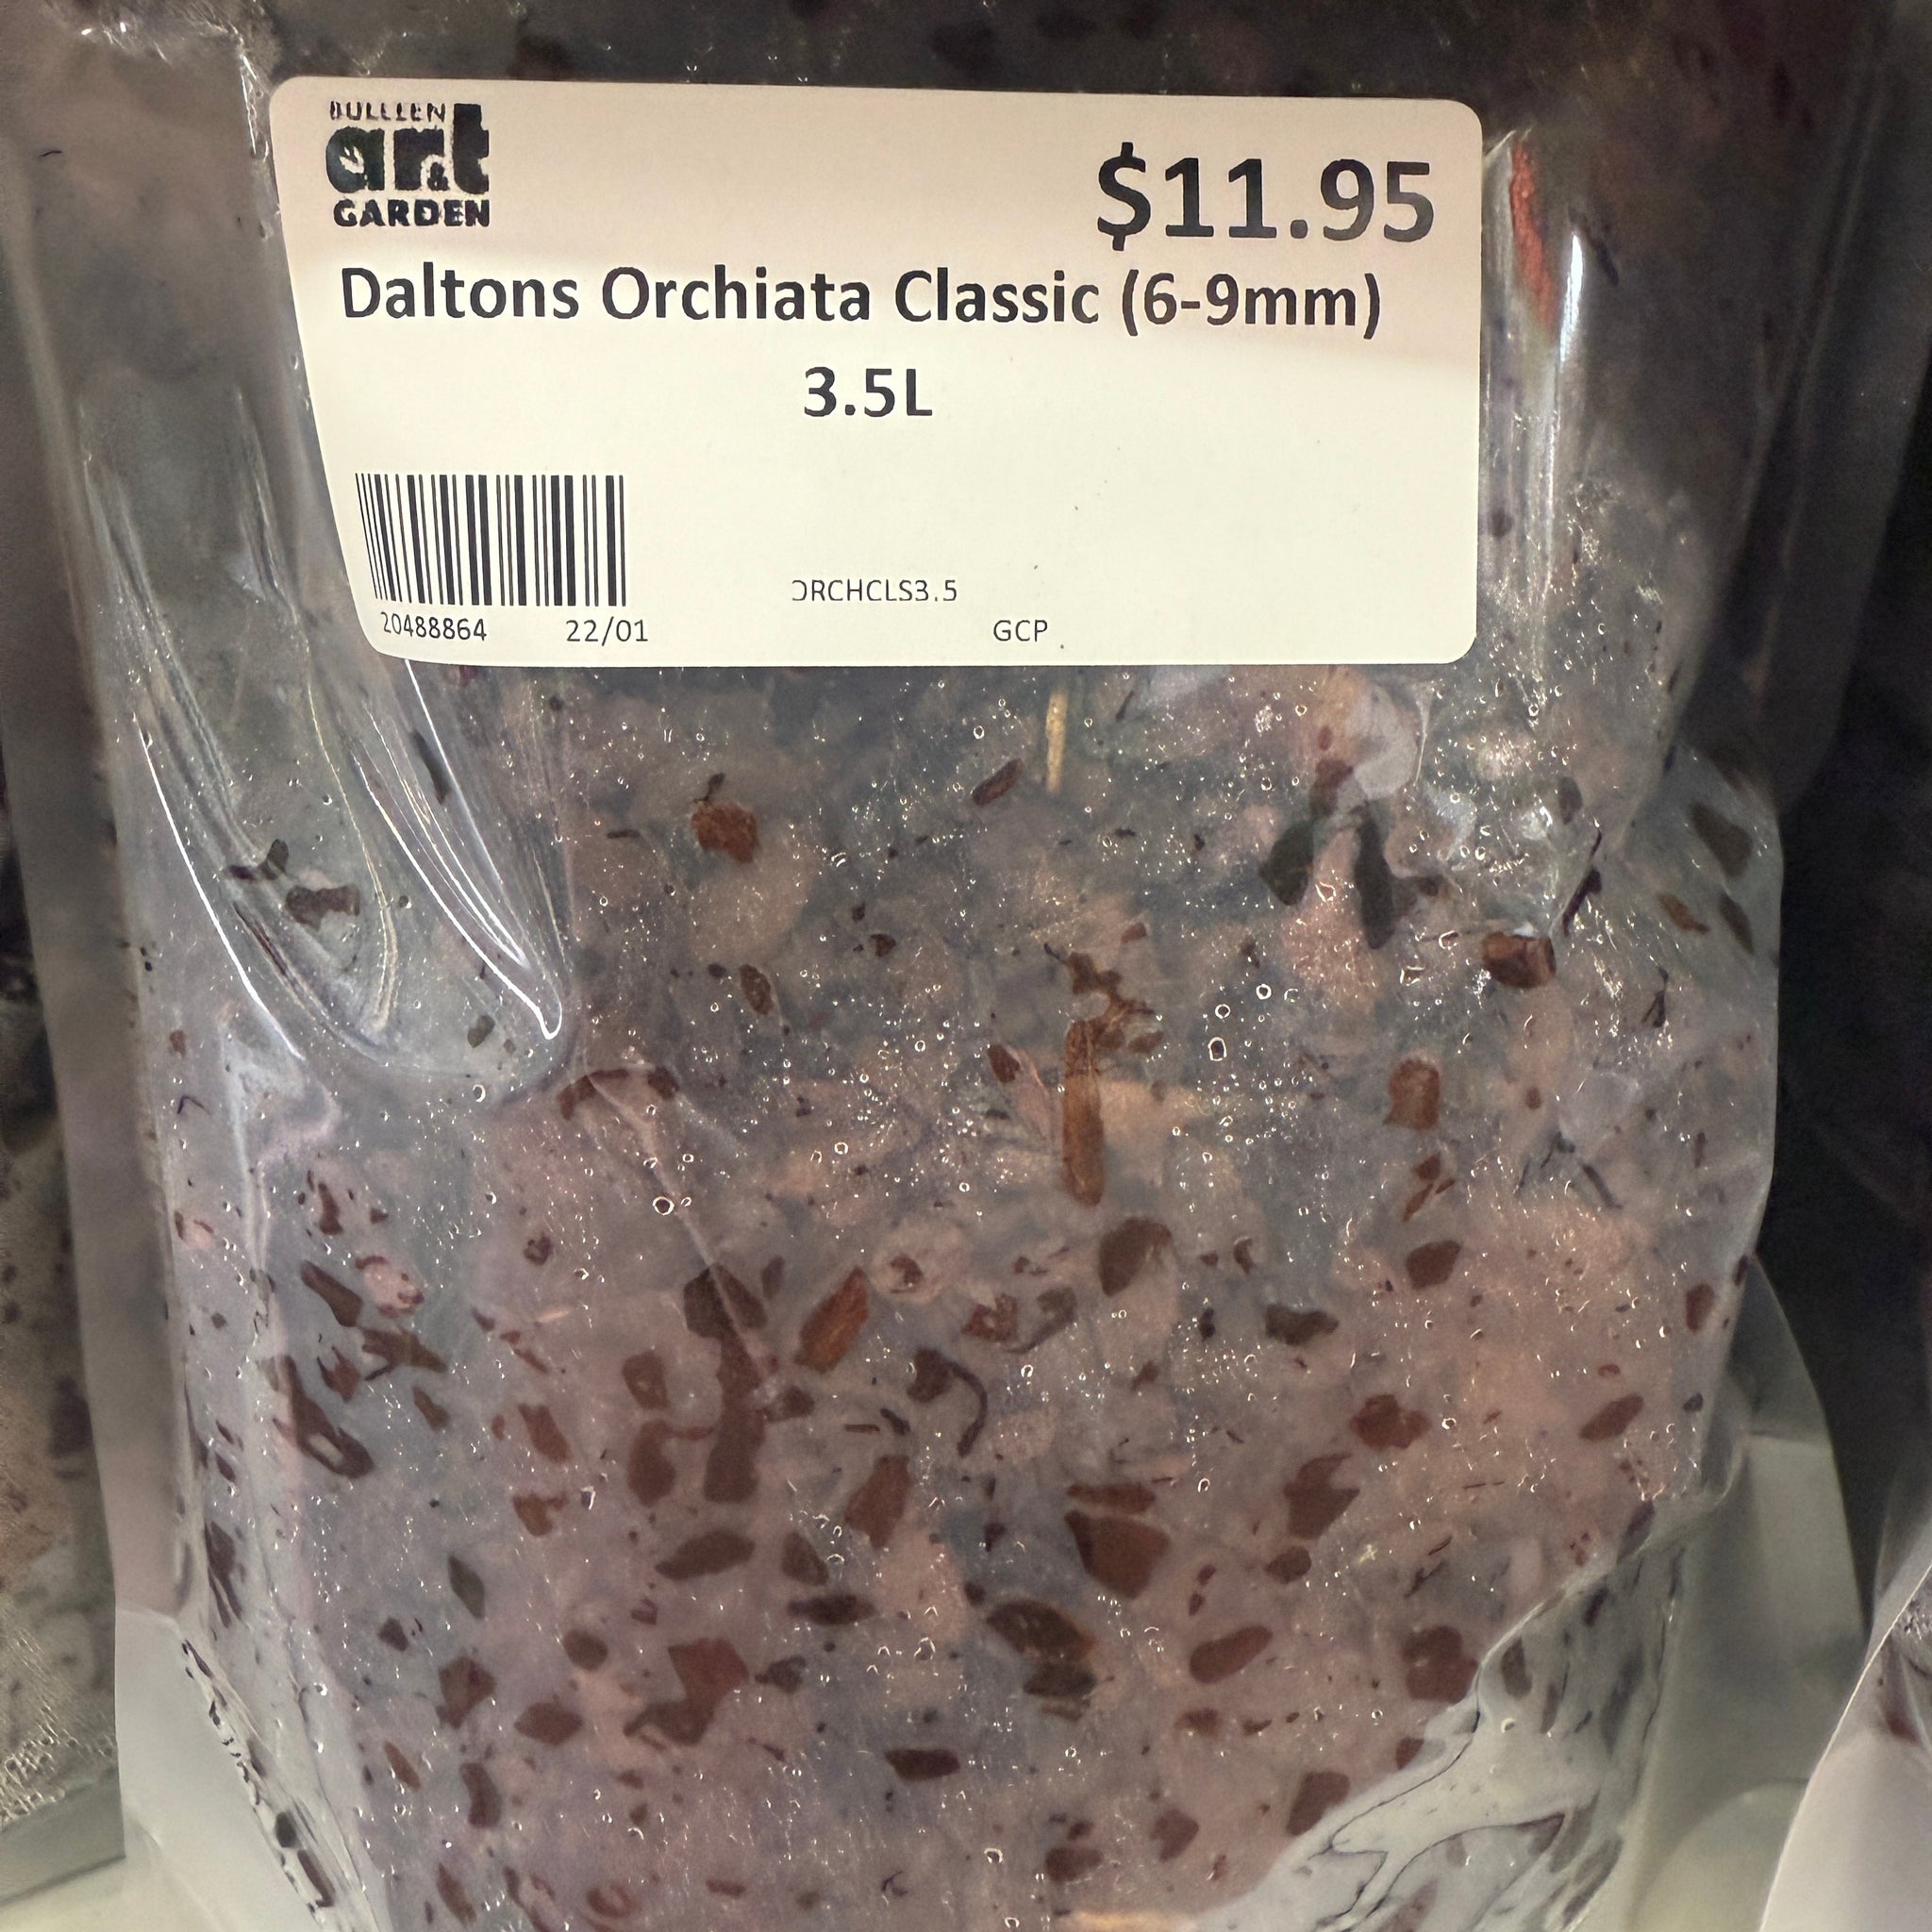 BULLEEN
art &
GARDEN
$11.95
Daltons Orchiata Classic (6-9mm)
3.5L
ORCHCLS3.5
20488864 22/01 GCP